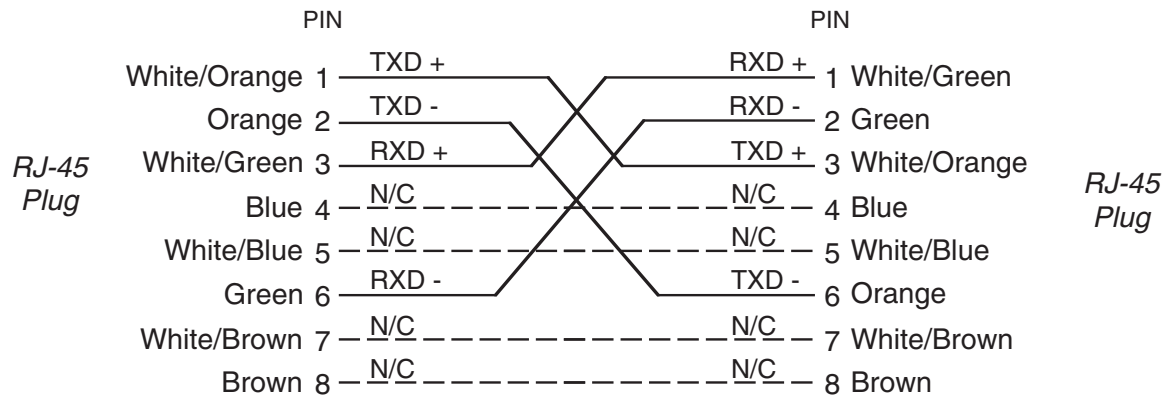 PIN PIN
White/Orange 1 TXD + RXD + 1 White/Green
Orange 2 TXD - RXD - 2 Green
White/Green 3 RXD + TXD + 3 White/Orange
RJ-45
Plug
Blue 4 N/C N/C 4 Blue
RJ-45
Plug
White/Blue 5 N/C N/C 5 White/Blue
Green 6 RXD - TXD - 6 Orange
White/Brown 7 N/C N/C 7 White/Brown
Brown 8 N/C N/C 8 Brown